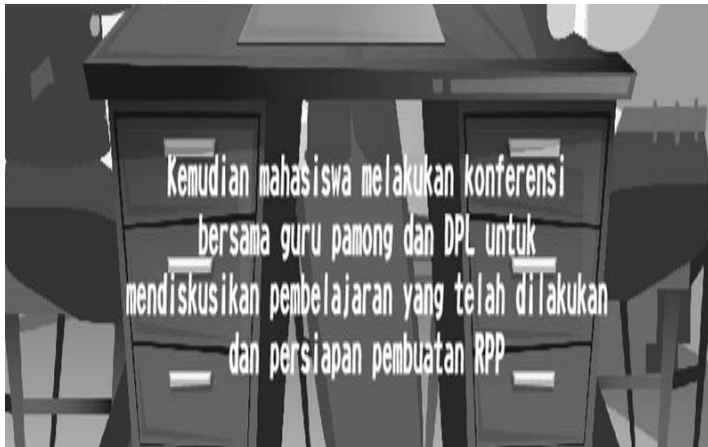 Kemudian mahasiswa melakukan konferensi
bersama guru pamong dan DPL untuk
mendiskusikan pembelajaran yang telah dilakukan
dan persiapan pembuatan RPP